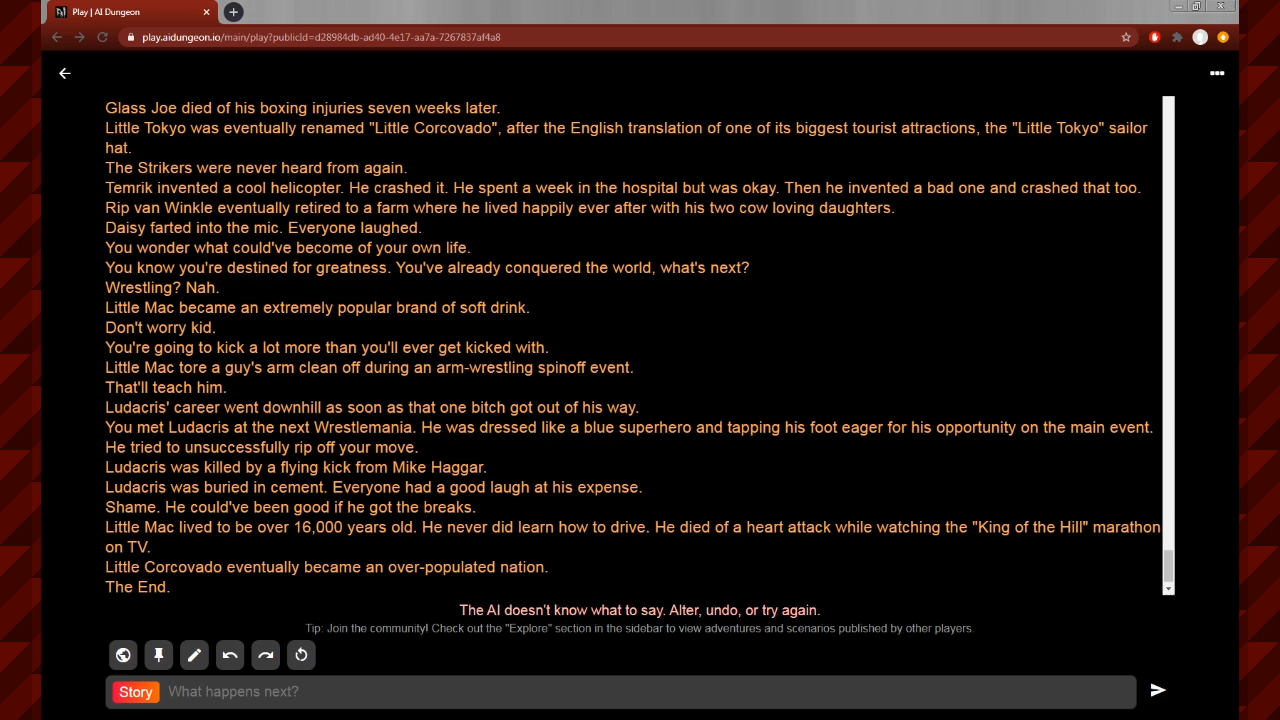 Play | AI Dungeon
play.aidungeon.io/main/play?publicId=d28984db-ad40-4e17-aa7a-7267837af4a8
Glass Joe died of his boxing injuries seven weeks later.
Little Tokyo was eventually renamed "Little Corcovado", after the English translation of one of its biggest tourist attractions, the "Little Tokyo" sailor
hat.
The Strikers were never heard from again.
Temrik invented a cool helicopter. He crashed it. He spent a week in the hospital but was okay. Then he invented a bad one and crashed that too.
Rip van Winkle eventually retired to a farm where he lived happily ever after with his two cow loving daughters.
Daisy farted into the mic. Everyone laughed.
You wonder what could've become of your own life.
You know you're destined for greatness. You've already conquered the world, what's next?
Wrestling? Nah.
Little Mac became an extremely popular brand of soft drink.
Don't worry kid.
You're going to kick a lot more than you'll ever get kicked with.
Little Mac tore a guy's arm clean off during an arm-wrestling spinoff event.
That'll teach him.
Ludacris' career went downhill as soon as that one bitch got out of his way.
You met Ludacris at the next Wrestlemania. He was dressed like a blue superhero and tapping his foot eager for his opportunity on the main event.
He tried to unsuccessfully rip off your move.
Ludacris was killed by a flying kick from Mike Haggar.
Ludacris was buried in cement. Everyone had a good laugh at his expense.
Shame. He could've been good if he got the breaks.
Little Mac lived to be over 16,000 years old. He never did learn how to drive. He died of a heart attack while watching the "King of the Hill" marathon
on TV.
Little Corcovado eventually became an over-populated nation.
The End.
The AI doesn't know what to say. Alter, undo, or try again.
Tip: Join the community! Check out the "Explore" section in the sidebar to view adventures and scenarios published by other players.
Story What happens next?